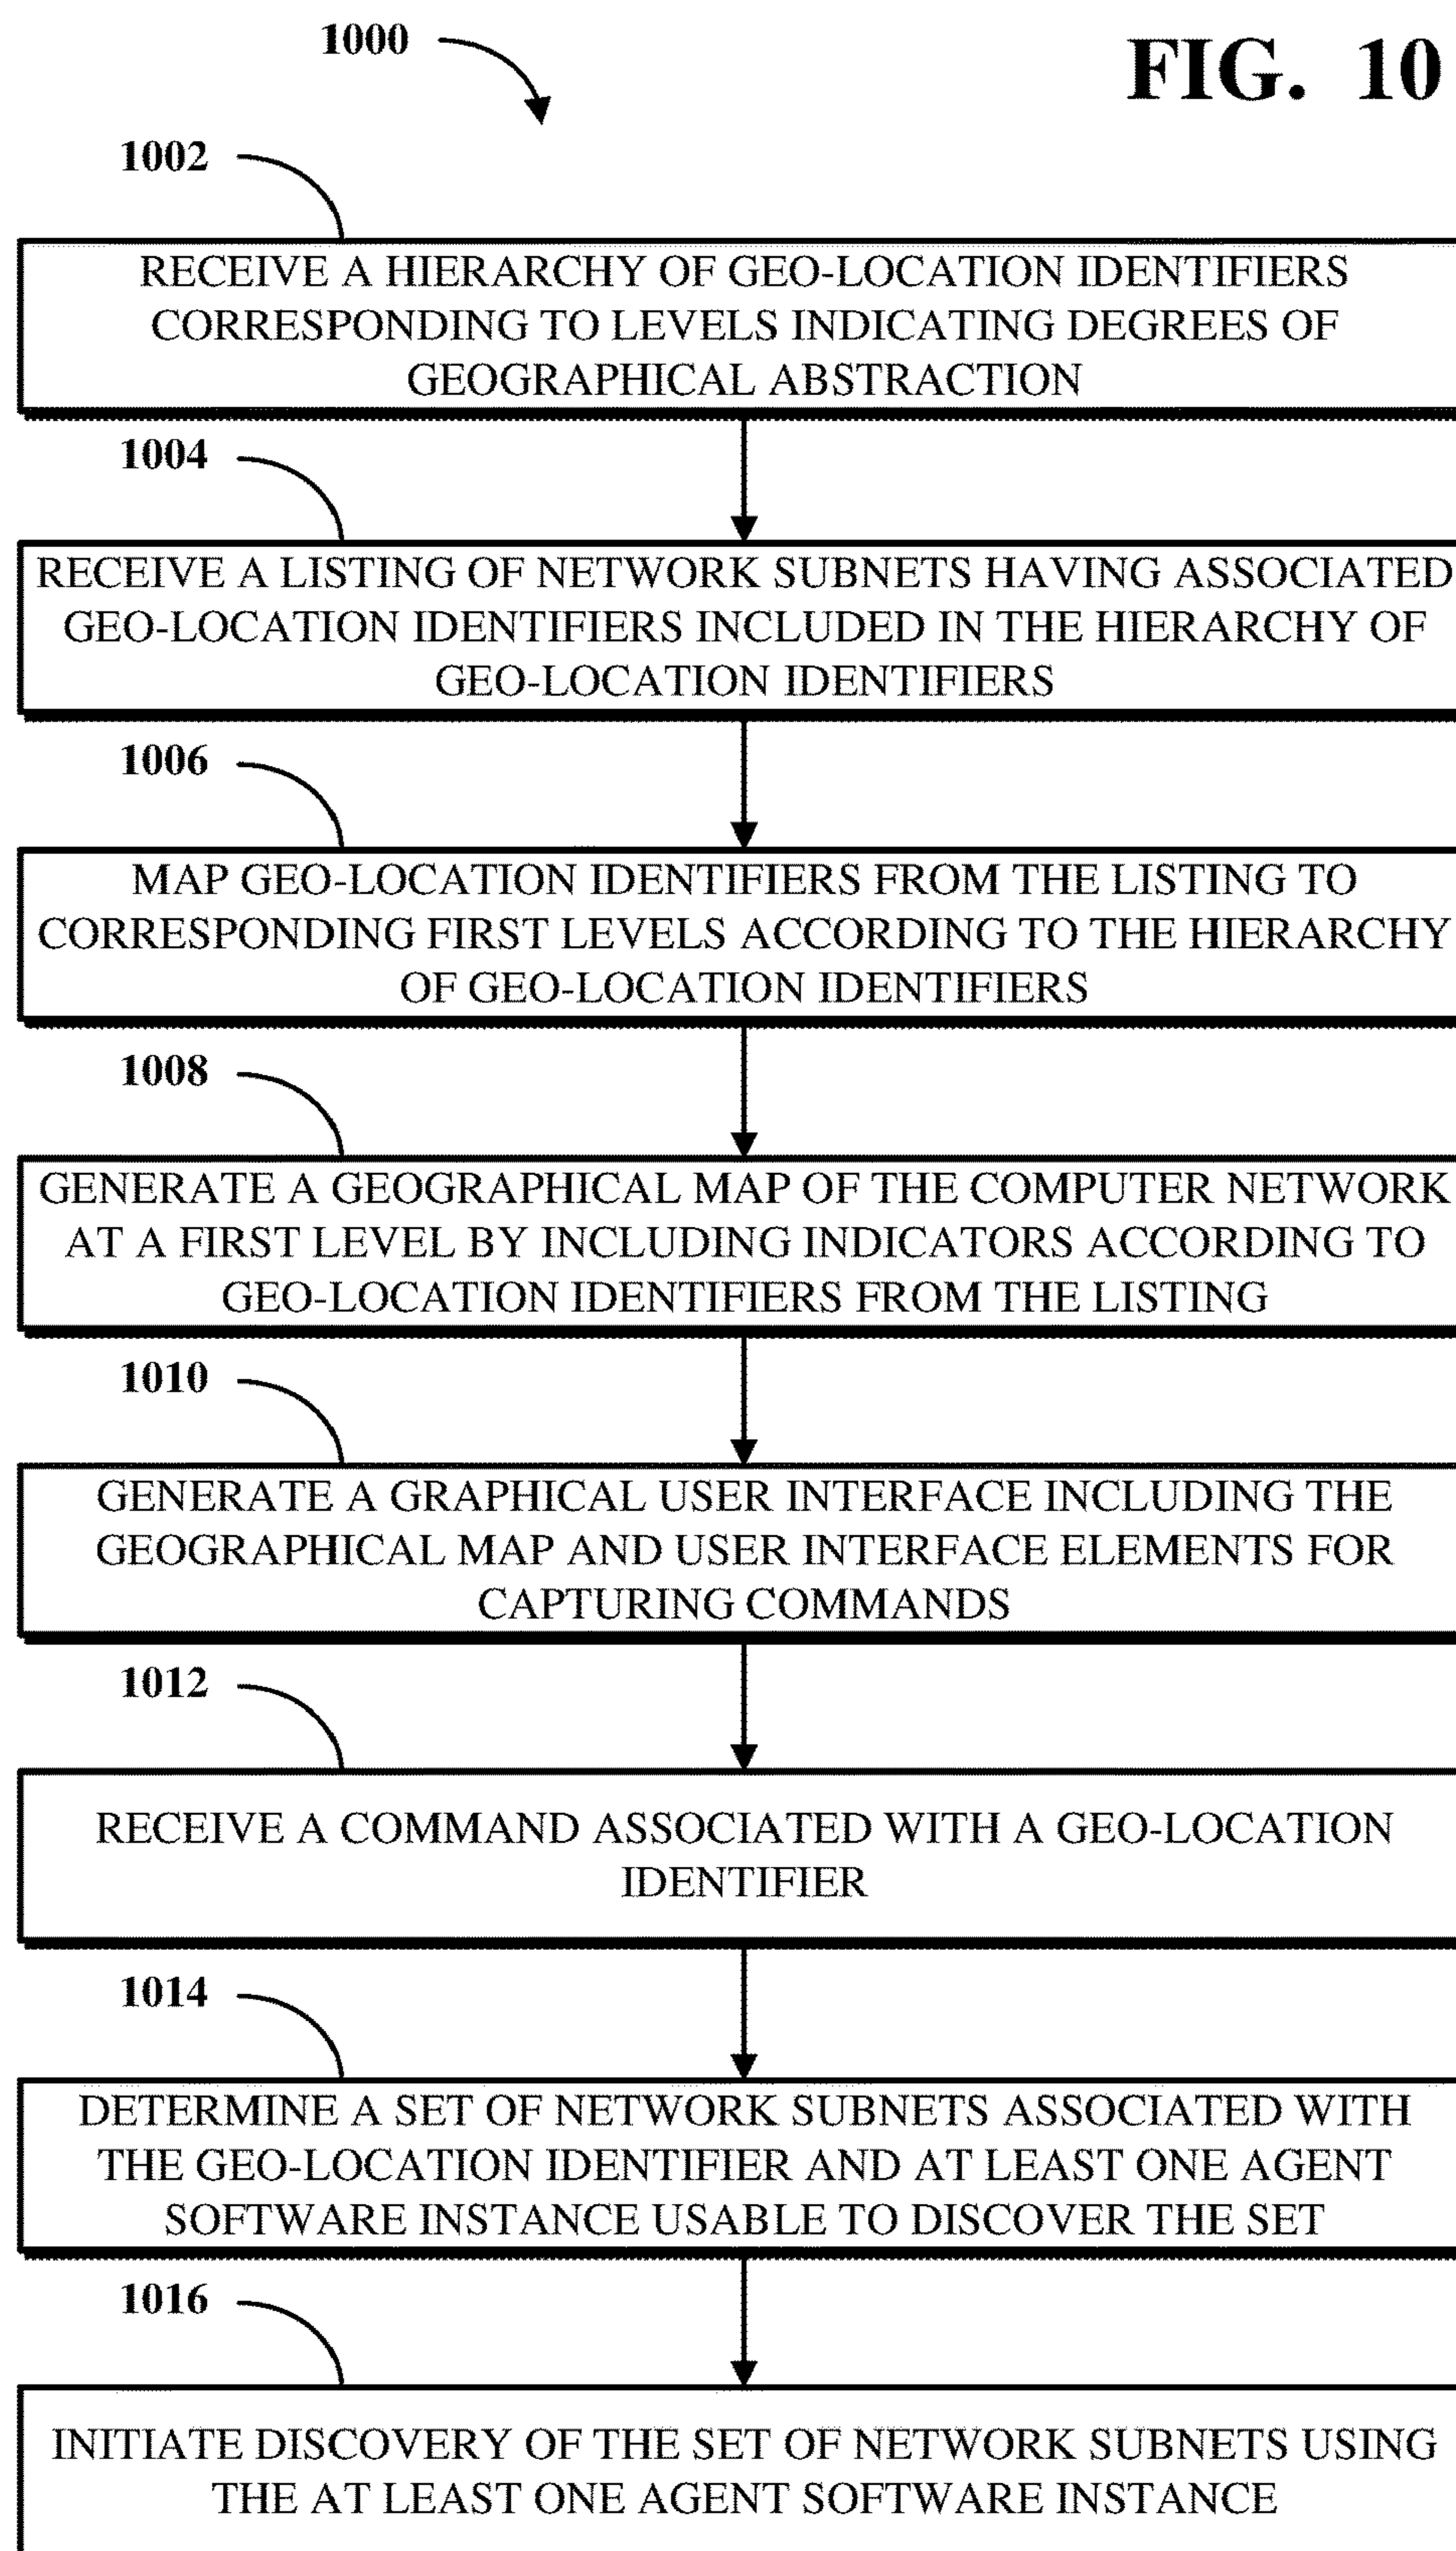 1000
FIG. 10
1002
RECEIVE A HIERARCHY OF GEO-LOCATION IDENTIFIERS
CORRESPONDING TO LEVELS INDICATING DEGREES OF
GEOGRAPHICAL ABSTRACTION
1004
RECEIVE A LISTING OF NETWORK SUBNETS HAVING ASSOCIATED
GEO-LOCATION IDENTIFIERS INCLUDED IN THE HIERARCHY OF
GEO-LOCATION IDENTIFIERS
1006
MAP GEO-LOCATION IDENTIFIERS FROM THE LISTING TO
CORRESPONDING FIRST LEVELS ACCORDING TO THE HIERARCHY
OF GEO-LOCATION IDENTIFIERS
1008
GENERATE A GEOGRAPHICAL MAP OF THE COMPUTER NETWORK
AT A FIRST LEVEL BY INCLUDING INDICATORS ACCORDING TO
GEO-LOCATION IDENTIFIERS FROM THE LISTING
1010
GENERATE A GRAPHICAL USER INTERFACE INCLUDING THE
GEOGRAPHICAL MAP AND USER INTERFACE ELEMENTS FOR
CAPTURING COMMANDS
1012
RECEIVE A COMMAND ASSOCIATED WITH A GEO-LOCATION
IDENTIFIER
1014
DETERMINE A SET OF NETWORK SUBNETS ASSOCIATED WITH
THE GEO-LOCATION IDENTIFIER AND AT LEAST ONE AGENT
SOFTWARE INSTANCE USABLE TO DISCOVER THE SET
1016
INITIATE DISCOVERY OF THE SET OF NETWORK SUBNETS USING
THE AT LEAST ONE AGENT SOFTWARE INSTANCE